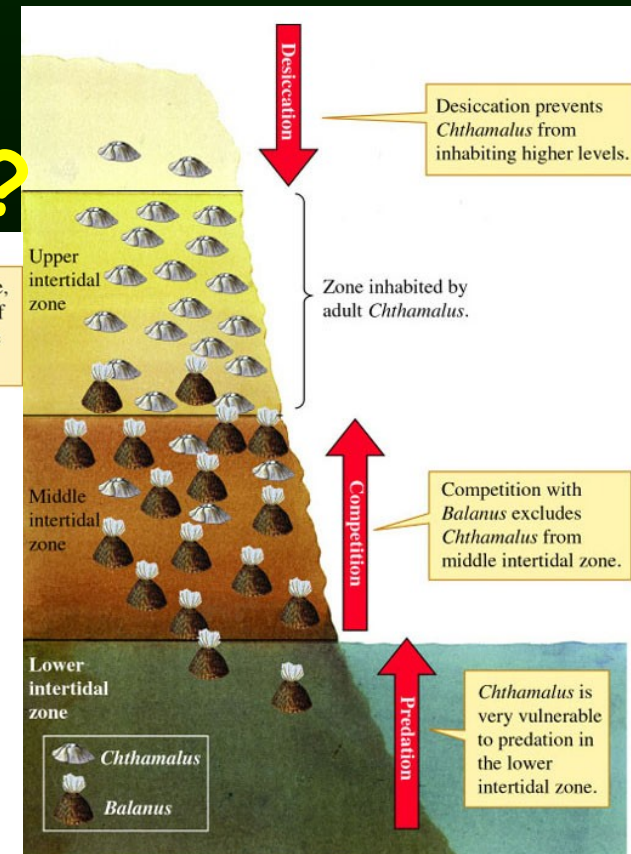 ?
Desiccation
Desiccation prevents
Chthamalus from
inhabiting higher levels.
Upper
intertidal
zone
Zone inhabited by
adult Chthamalus.
Middle
intertidal
zone
Competition
Competition with
Balanus excludes
Chthamalus from
middle intertidal zone.
Lower
intertidal
zone
Predation
Chthamalus is
very vulnerable
to predation in
the lower
intertidal zone.
Chthamalus
Balanus